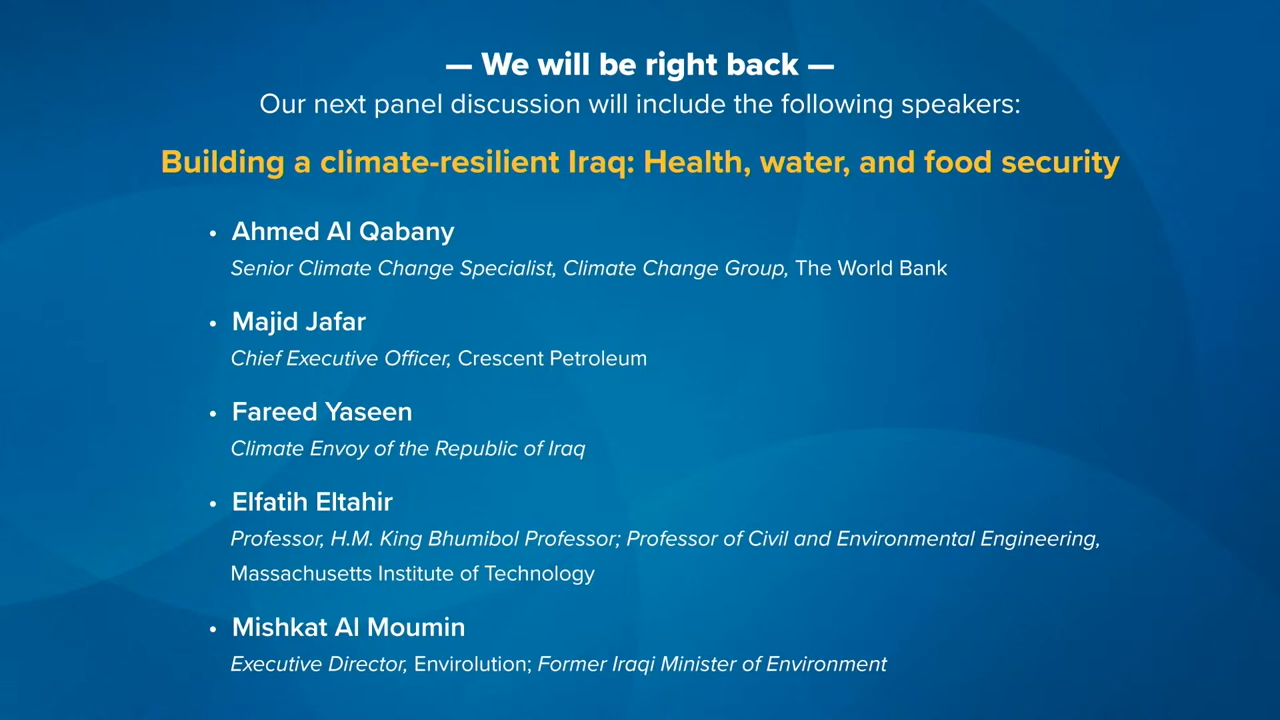 — We will be right back —
Our next panel discussion will include the following speakers:
Building a climate-resilient Iraq: Health, water, and food security
• Ahmed Al Qabany
Senior Climate Change Specialist, Climate Change Group, The World Bank
• Majid Jafar
Chief Executive Officer, Crescent Petroleum
• Fareed Yaseen
Climate Envoy of the Republic of Iraq
• Elfatih Eltahir
Professor, H.M. King Bhumibol Professor; Professor of Civil and Environmental Engineering,
Massachusetts Institute of Technology
• Mishkat Al Moumin
Executive Director, Envirolution; Former Iraqi Minister of Environment